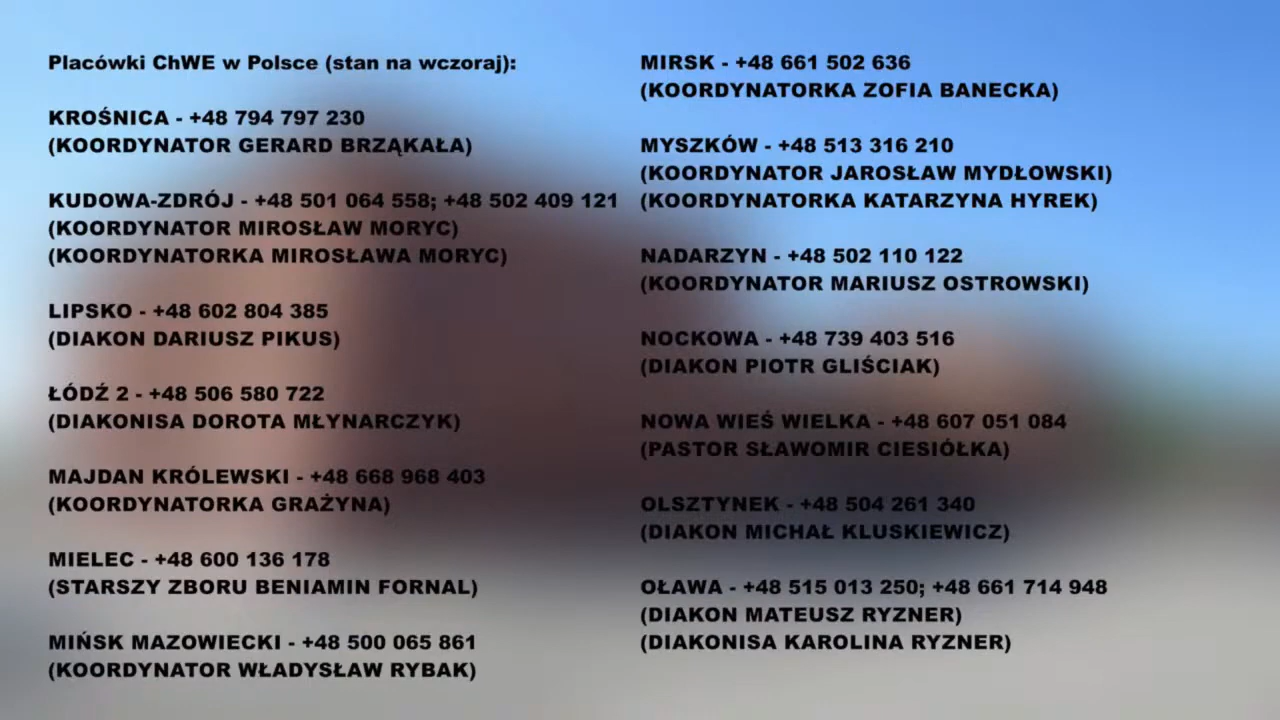 Placówki ChWE w Polsce (stan na wczoraj):
KROŚNICA - +48 794 797 230
(KOORDYNATOR GERARD BRZĄKAŁA)
KUDOWA-ZDRÓJ - +48 501 064 558; +48 502 409 121
(KOORDYNATOR MIROSŁAW MORYC)
(KOORDYNATORKA MIROSŁAWA MORYC)
LIPSKO - +48 602 804 385
(DIAKON DARIUSZ PIKUS)
ŁÓDŹ 2 - +48 506 580 722
(DIAKONISA DOROTA MŁYNARCZYK)
MAJDAN KRÓLEWSKI - +48 668 968 403
(KOORDYNATORKA GRAŻYNA)
MIELEC - +48 600 136 178
(STARSZY ZBORU BENIAMIN FORNAL)
MIŃSK MAZOWIECKI - +48 500 065 861
(KOORDYNATOR WŁADYSŁAW RYBAK)
MIRSK - +48 661 502 636
(KOORDYNATORKA ZOFIA BANECKA)
MYSZKÓW - +48 513 316 210
(KOORDYNATOR JAROSŁAW MYDŁOWSKI)
(KOORDYNATORKA KATARZYNA HYREK)
NADARZYN - +48 502 110 122
(KOORDYNATOR MARIUSZ OSTROWSKI)
NOCKOWA - +48 739 403 516
(DIAKON PIOTR GLIŚCIAK)
NOWA WIEŚ WIELKA - +48 607 051 084
(PASTOR SŁAWOMIR CIESIÓŁKA)
OLSZTYNEK - +48 504 261 340
(DIAKON MICHAŁ KLUSKIEWICZ)
OŁAWA - +48 515 013 250; +48 661 714 948
(DIAKON MATEUSZ RYZNER)
(DIAKONISA KAROLINA RYZNER)